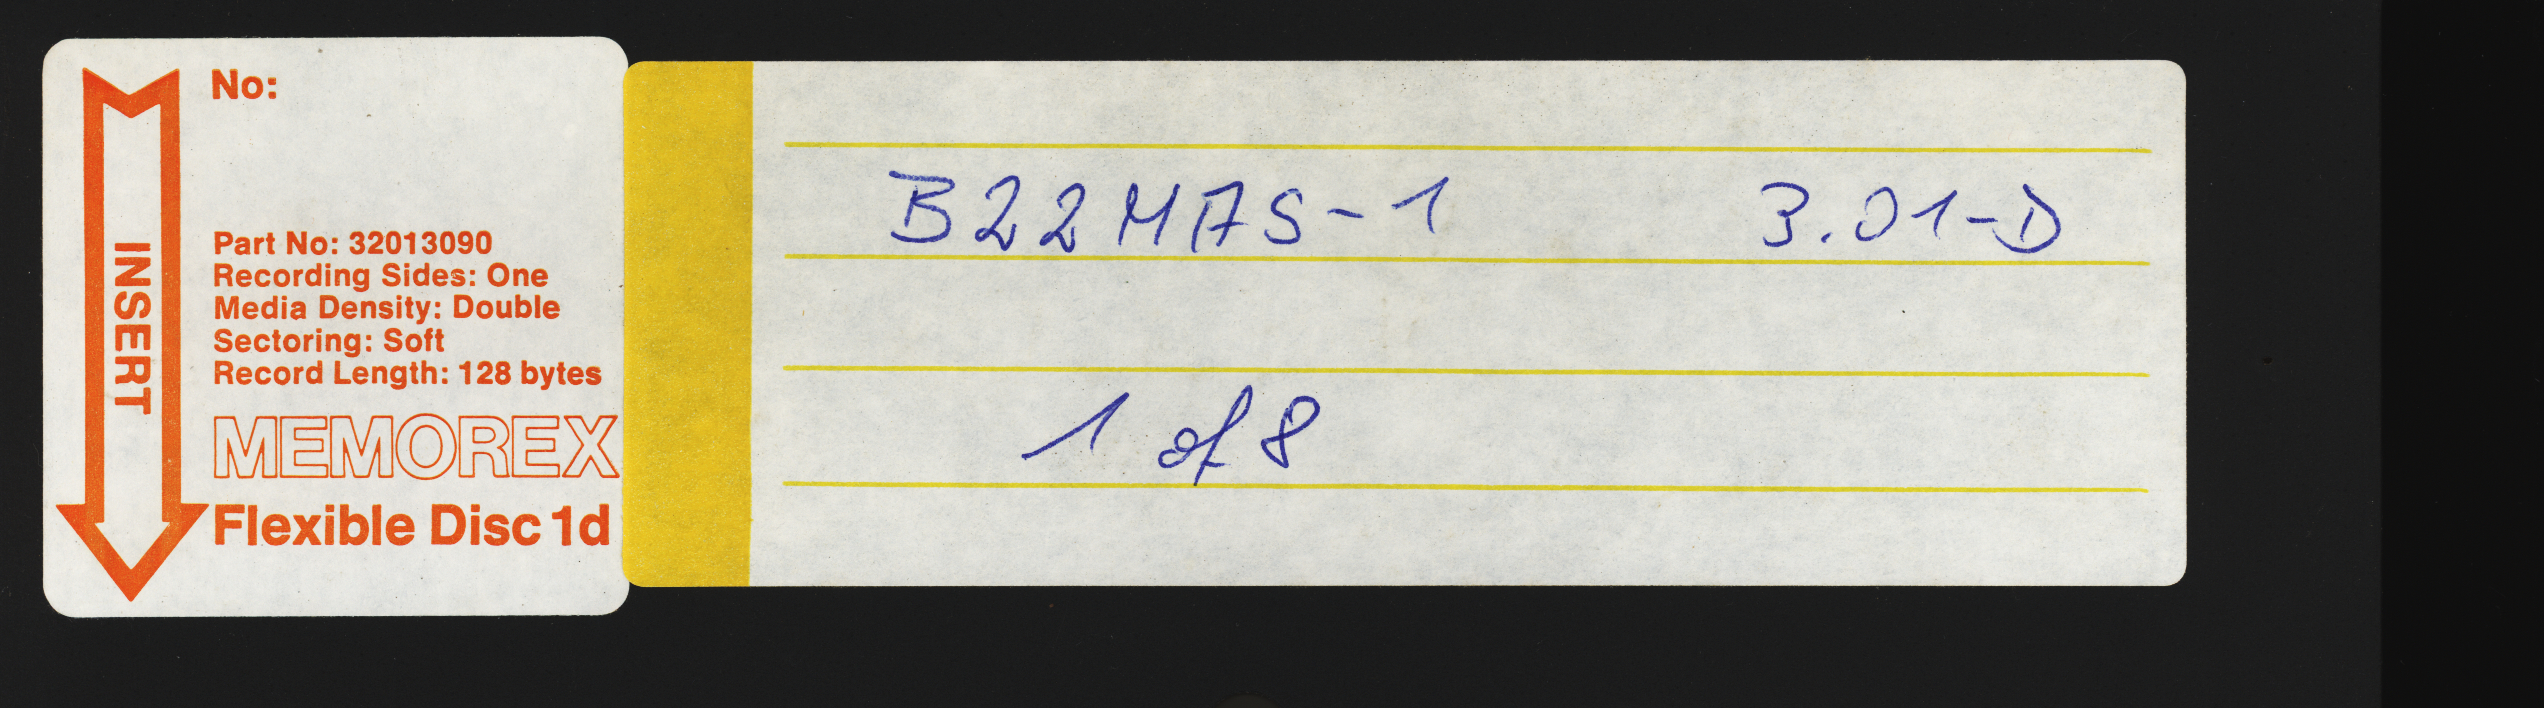 No:
INSERT
Part No: 32013090
Recording Sides: One
Media Density: Double
Sectoring: Soft
Record Length: 128 bytes
MEMOREX
Flexible Disc 1d
B22MAS-1 3.01-D
1 of 8